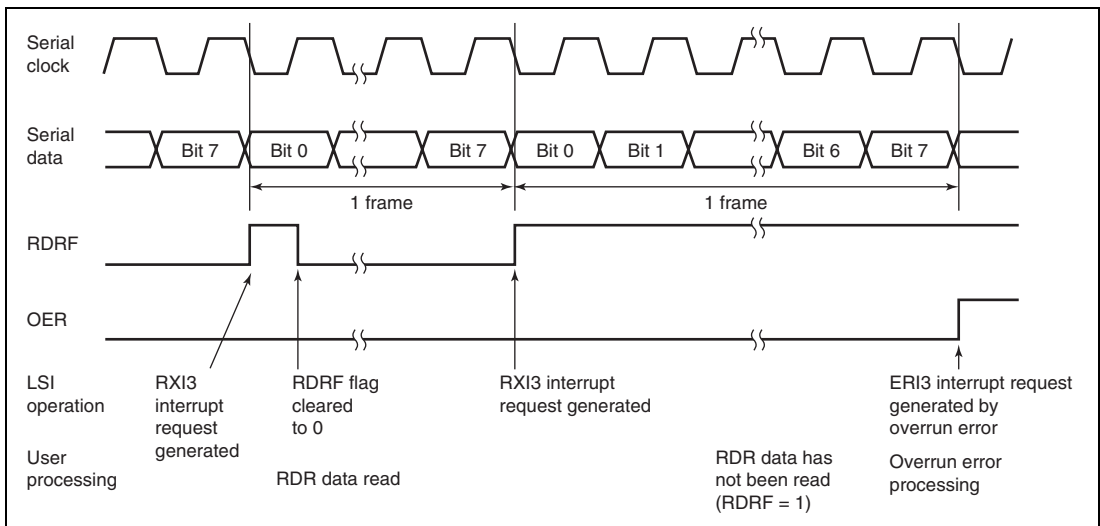 Serial
clock
Serial
data
Bit 7
Bit 0
Bit 7
Bit 0
Bit 1
Bit 6
Bit 7
1 frame
1 frame
RDRF
OER
LSI
operation
RXI3
interrupt
request
generated
RDRF flag
cleared
to 0
RXI3 interrupt
request generated
ERI3 interrupt request
generated by
overrun error
User
processing
RDR data read
RDR data has
not been read
(RDRF = 1)
Overrun error
processing